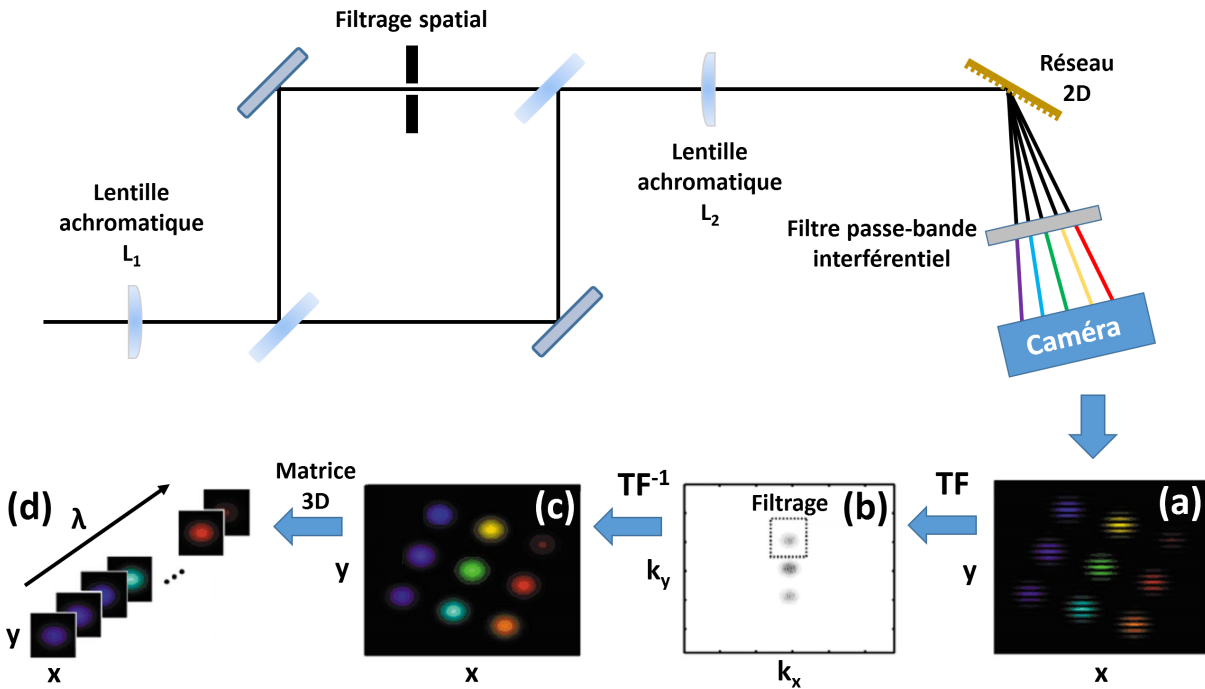 Filtrage spatial
Réseau
2D
Lentille
achromatique
L₁
Lentille
achromatique
L₂
Filtre passe-bande
interférentiel
Caméra
(d)
λ
y
x
Matrice
3D
(c)
y
x
TF⁻¹
Filtrage
(b)
kᵧ
kₓ
TF
(a)
y
x